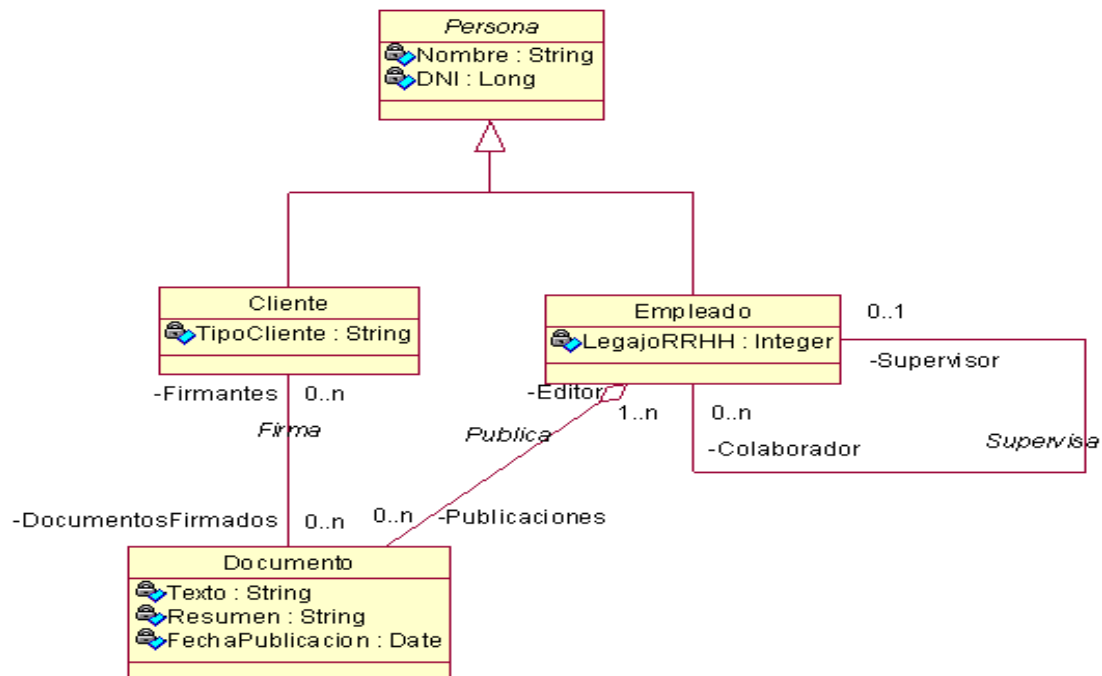 Persona
Nombre : String
DNI : Long
Cliente
TipoCliente : String
Empleado
LegajoRRHH : Integer
0..1
-Supervisor
-Firmantes
0..n
-Editor
1..n
0..n
Firma
Publica
-Colaborador
Supervisa
-DocumentosFirmados
0..n
0..n
-Publicaciones
Documento
Texto : String
Resumen : String
FechaPublicacion : Date